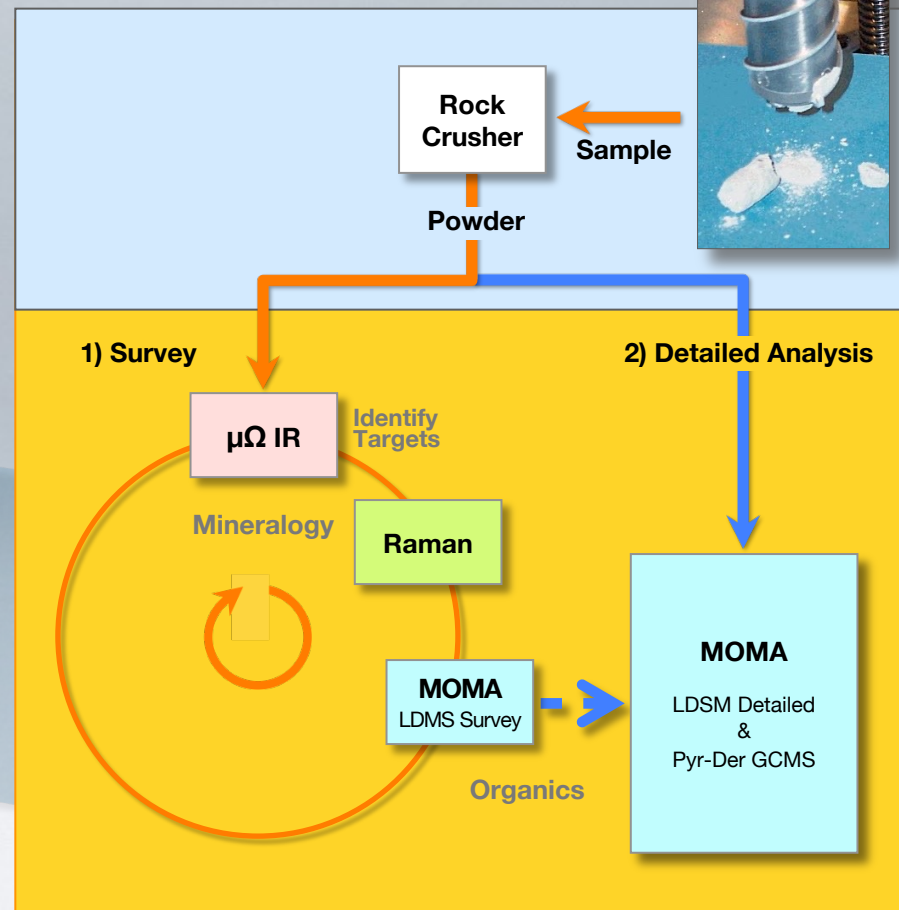 Rock
Crusher
Sample
Powder
1) Survey
2) Detailed Analysis
μΩ IR
Identify
Targets
Mineralogy
Raman
MOMA
LDMS Survey
MOMA
LDSM Detailed
&
Pyr-Der GCMS
Organics